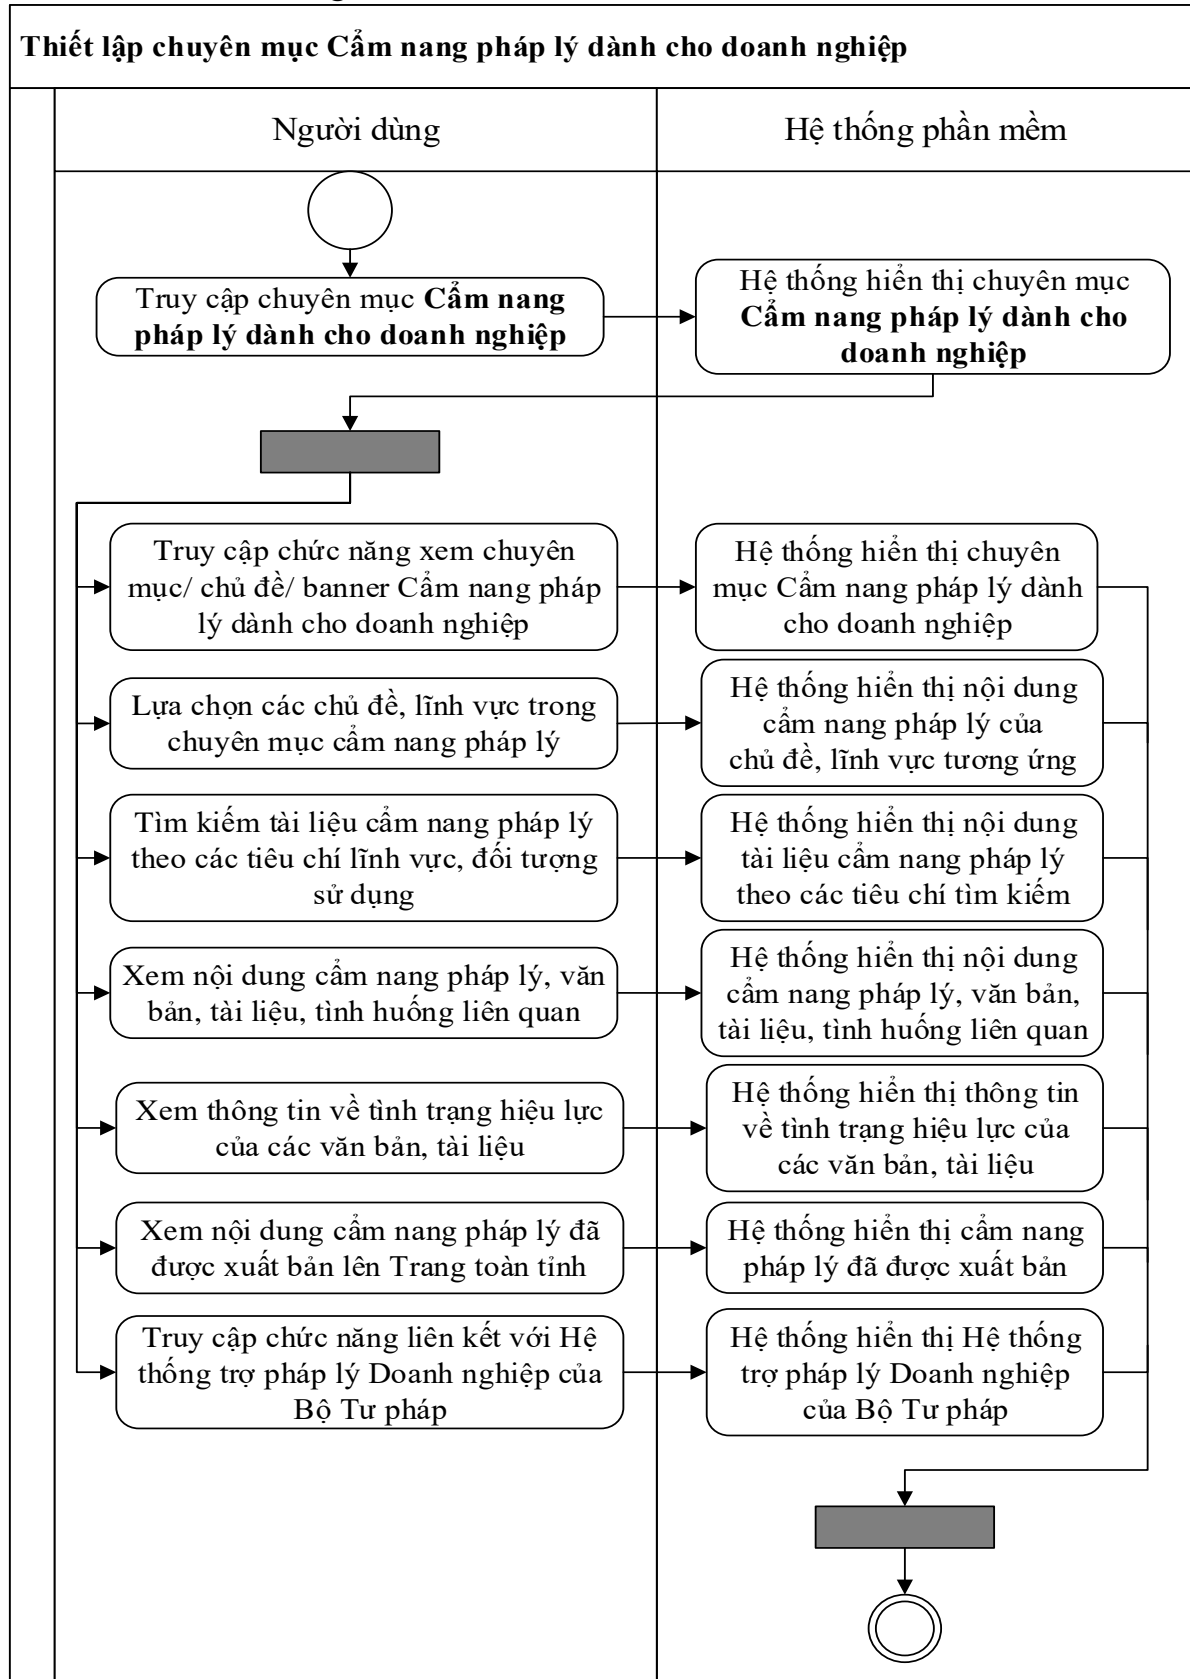 Thiết lập chuyên mục Cẩm nang pháp lý dành cho doanh nghiệp
Người dùng
Hệ thống phần mềm
Truy cập chuyên mục Cẩm nang
pháp lý dành cho doanh nghiệp
Hệ thống hiển thị chuyên mục
Cẩm nang pháp lý dành cho
doanh nghiệp
Truy cập chức năng xem chuyên
mục/ chủ đề/ banner Cẩm nang pháp
lý dành cho doanh nghiệp
Hệ thống hiển thị chuyên
mục Cẩm nang pháp lý dành
cho doanh nghiệp
Lựa chọn các chủ đề, lĩnh vực trong
chuyên mục cẩm nang pháp lý
Hệ thống hiển thị nội dung
cẩm nang pháp lý của
chủ đề, lĩnh vực tương ứng
Tìm kiếm tài liệu cẩm nang pháp lý
theo các tiêu chí lĩnh vực, đối tượng
sử dụng
Hệ thống hiển thị nội dung
tài liệu cẩm nang pháp lý
theo các tiêu chí tìm kiếm
Xem nội dung cẩm nang pháp lý, văn
bản, tài liệu, tình huống liên quan
Hệ thống hiển thị nội dung
cẩm nang pháp lý, văn bản,
tài liệu, tình huống liên quan
Xem thông tin về tình trạng hiệu lực
của các văn bản, tài liệu
Hệ thống hiển thị thông tin
về tình trạng hiệu lực của
các văn bản, tài liệu
Xem nội dung cẩm nang pháp lý đã
được xuất bản lên Trang toàn tỉnh
Hệ thống hiển thị cẩm nang
pháp lý đã được xuất bản
Truy cập chức năng liên kết với Hệ
thống trợ pháp lý Doanh nghiệp của
Bộ Tư pháp
Hệ thống hiển thị Hệ thống
trợ pháp lý Doanh nghiệp
của Bộ Tư pháp